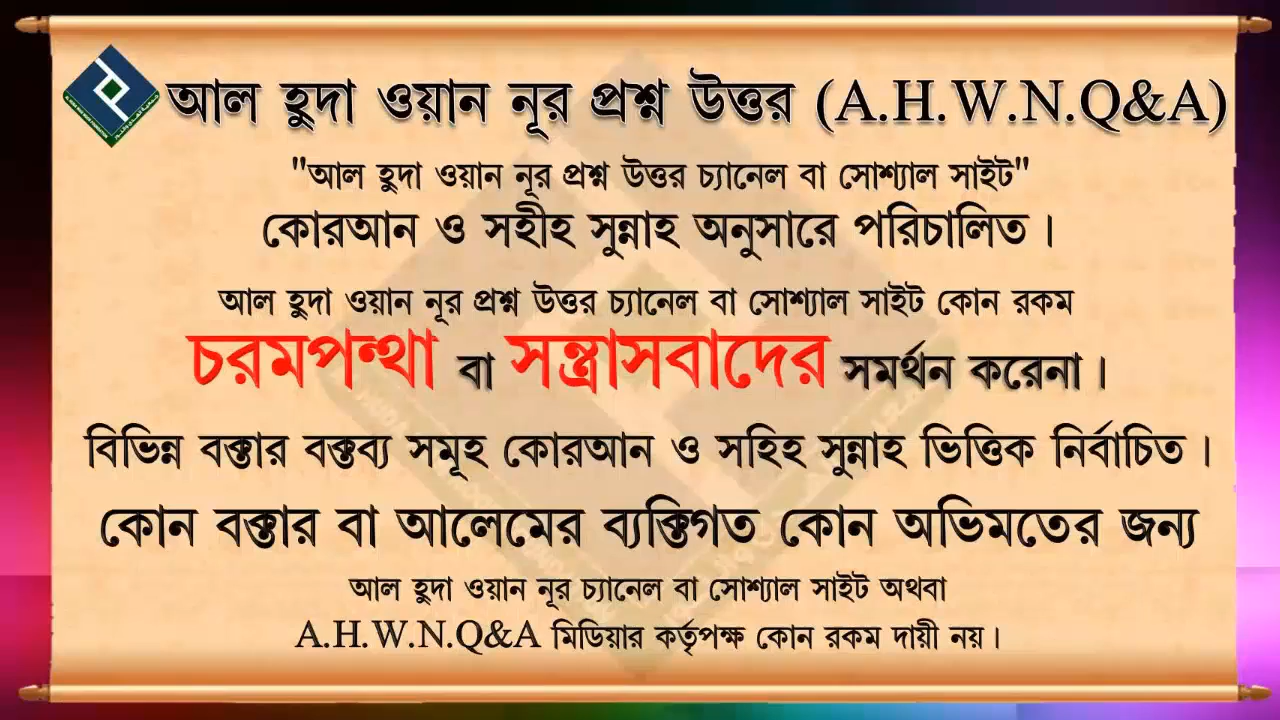 আল হুদা ওয়ান নূর প্রশ্ন উত্তর (A.H.W.N.Q&A)
"আল হুদা ওয়ান নূর প্রশ্ন উত্তর চ্যানেল বা সোশ্যাল সাইট"
কোরআন ও সহীহ সুন্নাহ অনুসারে পরিচালিত।
আল হুদা ওয়ান নূর প্রশ্ন উত্তর চ্যানেল বা সোশ্যাল সাইট কোন রকম
চরমপন্থা বা সন্ত্রাসবাদের সমর্থন করেনা।
বিভিন্ন বক্তার বক্তব্য সমূহ কোরআন ও সহিহ সুন্নাহ ভিত্তিক নির্বাচিত।
কোন বক্তার বা আলেমের ব্যক্তিগত কোন অভিমতের জন্য
আল হুদা ওয়ান নূর চ্যানেল বা সোশ্যাল সাইট অথবা
A.H.W.N.Q&A মিডিয়ার কর্তৃপক্ষ কোন রকম দায়ী নয়।